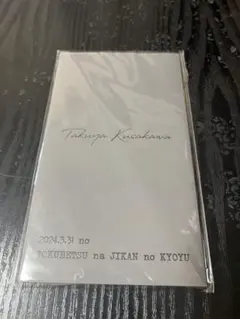 Takuya Kusakawa
2024.3.31 no
TOKUBETSU na JIKAN no KYOYU